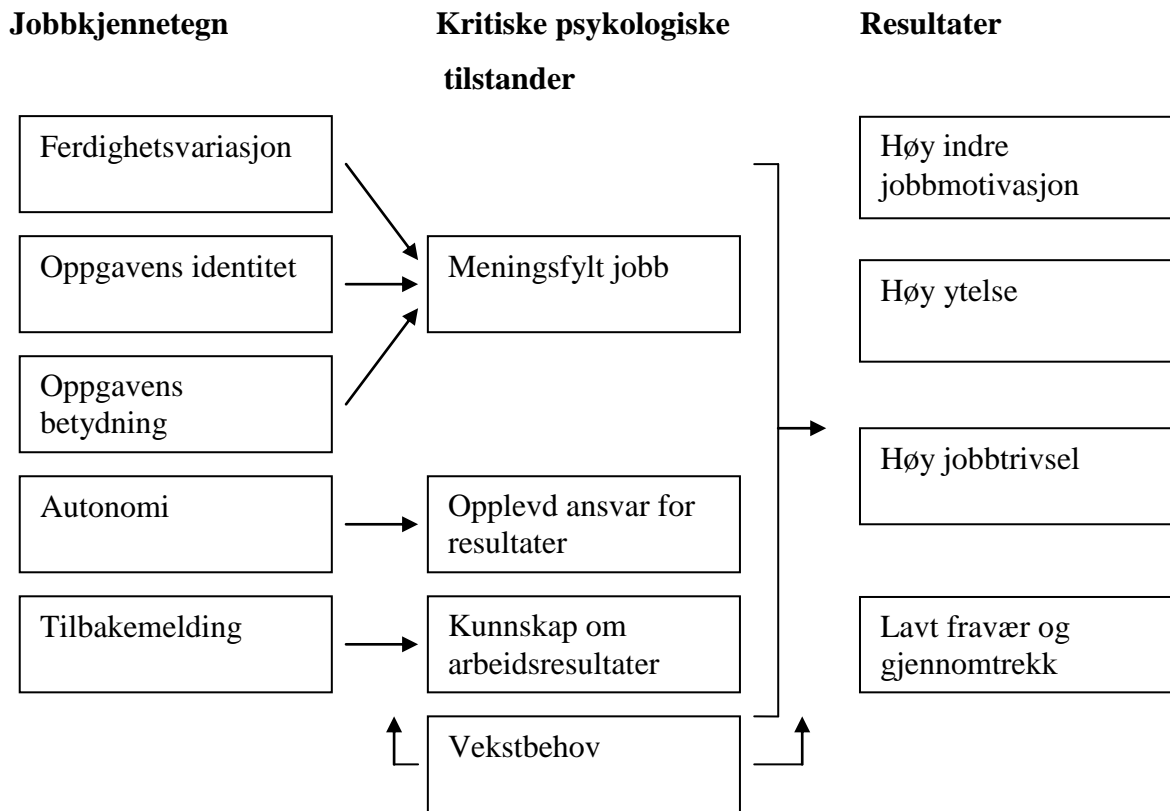 Jobbkjennetegn
Kritiske psykologiske
tilstander
Resultater
Ferdighetsvariasjon
Oppgavens identitet
Oppgavens
betydning
Autonomi
Tilbakemelding
Meningsfylt jobb
Opplevd ansvar for
resultater
Kunnskap om
arbeidsresultater
Vekstbehov
Høy indre
jobbmotivasjon
Høy ytelse
Høy jobbtrivsel
Lavt fravær og
gjennomtrekk